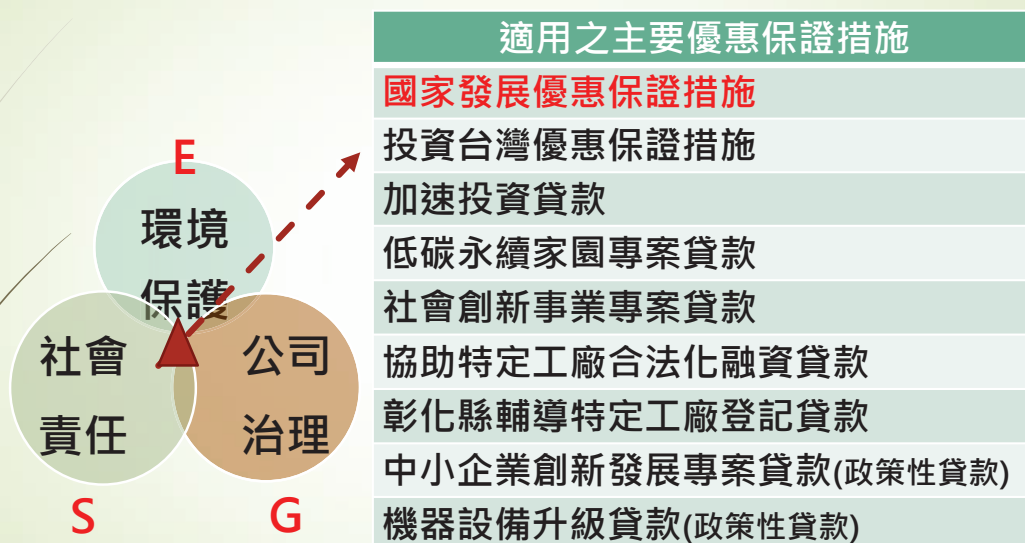 適用之主要優惠保證措施
國家發展優惠保證措施
投資台灣優惠保證措施
加速投資貸款
低碳永續家園專案貸款
社會創新事業專案貸款
協助特定工廠合法化融資貸款
彰化縣輔導特定工廠登記貸款
中小企業創新發展專案貸款(政策性貸款)
機器設備升級貸款(政策性貸款)
E
環境
保護
社會
責任
S
公司
治理
G